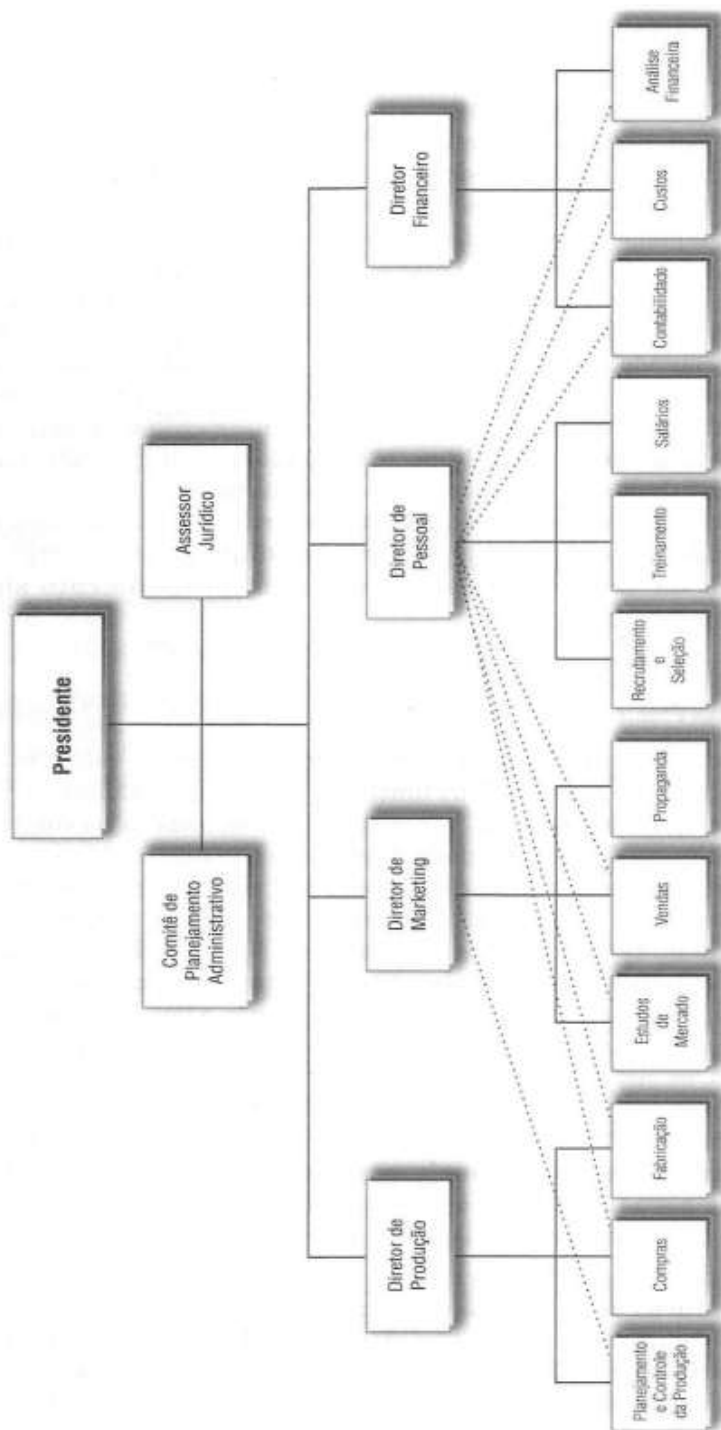 Presidente
Comitê de
Planejamento
Administrativo
Assessor
Jurídico
Diretor de
Produção
Diretor de
Marketing
Diretor de
Pessoal
Diretor
Financeiro
Planejamento
e Controle
da Produção
Compras
Fabricação
Estudos
de
Mercado
Vendas
Propaganda
Recrutamento
e
Seleção
Treinamento
Salários
Contabilidade
Custos
Análise
Financeira